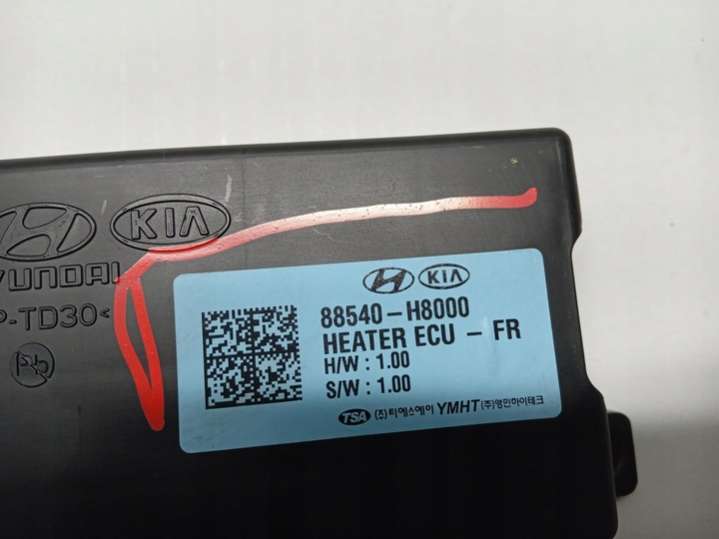 KIA
HYUNDAI
P-TD30<
KIA
88540-H8000
HEATER ECU - FR
H/W : 1.00
S/W : 1.00
TSA (주)티에스에이 YMHT (주)영민하이테크